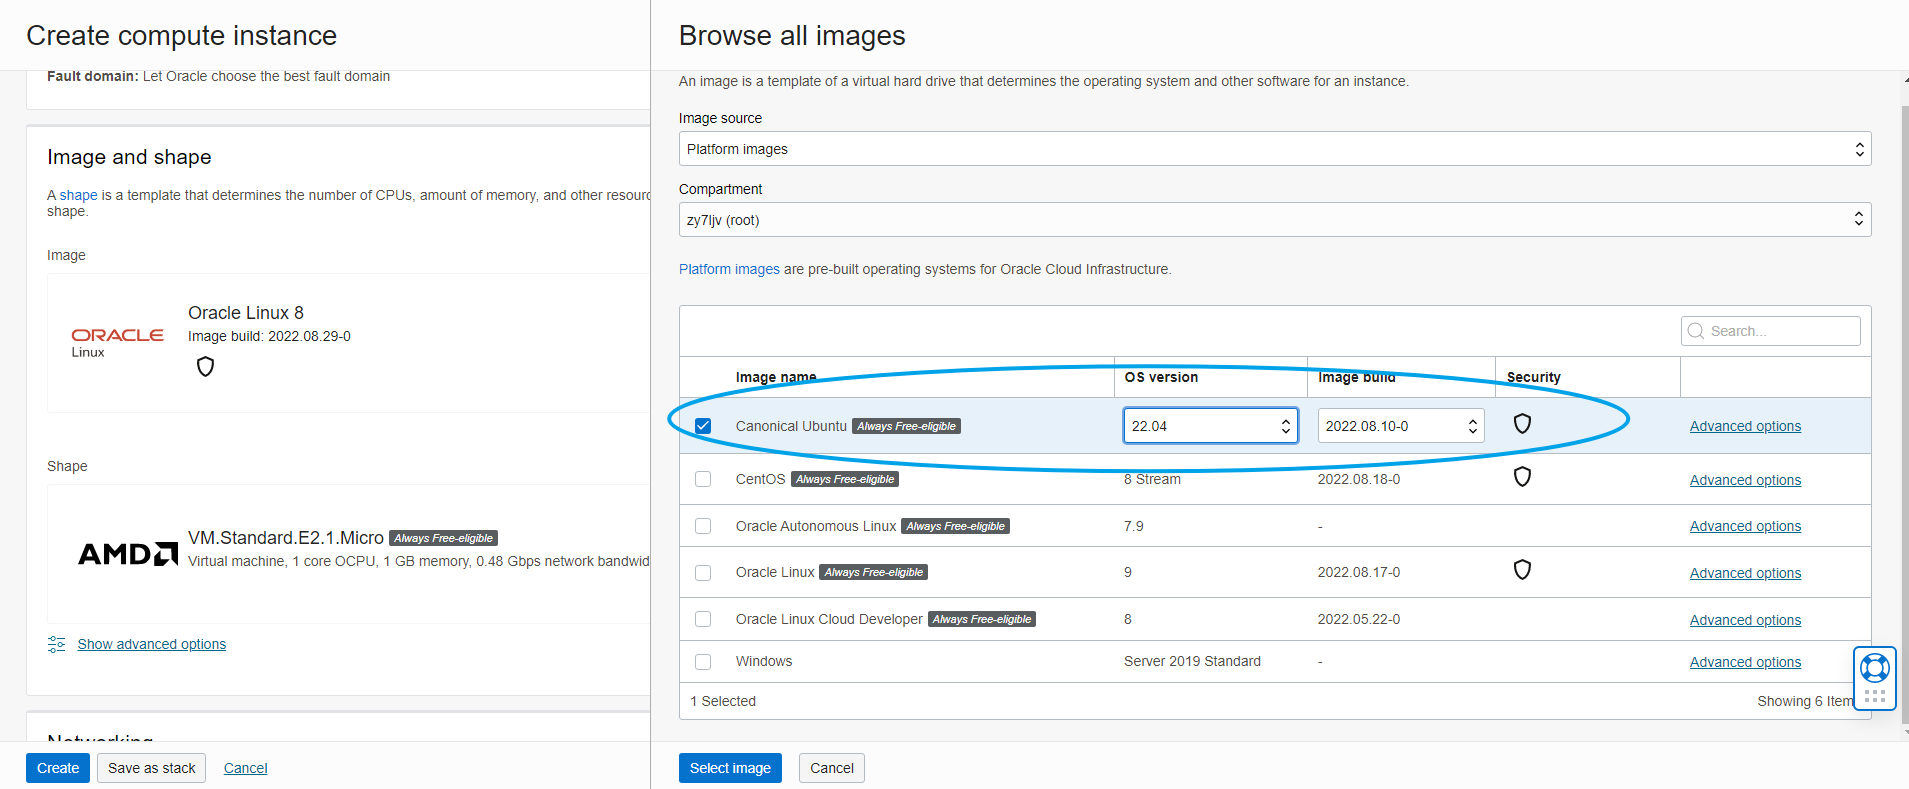 Create compute instance
Fault domain: Let Oracle choose the best fault domain
Image and shape
A shape is a template that determines the number of CPUs, amount of memory, and other resourc
shape.
Image
ORACLE
Linux
Oracle Linux 8
Image build: 2022.08.29-0
Shape
AMD
VM.Standard.E2.1.Micro Always Free-eligible
Virtual machine, 1 core OCPU, 1 GB memory, 0.48 Gbps network bandwid
Show advanced options
Networking
Create Save as stack Cancel
Browse all images
An image is a template of a virtual hard drive that determines the operating system and other software for an instance.
Image source
Platform images
Compartment
zy7ljv (root)
Platform images are pre-built operating systems for Oracle Cloud Infrastructure.
Search...
Image name OS version Image build Security
Canonical Ubuntu Always Free-eligible 22.04 2022.08.10-0 Advanced options
CentOS Always Free-eligible 8 Stream 2022.08.18-0 Advanced options
Oracle Autonomous Linux Always Free-eligible 7.9 - Advanced options
Oracle Linux Always Free-eligible 9 2022.08.17-0 Advanced options
Oracle Linux Cloud Developer Always Free-eligible 8 2022.05.22-0 Advanced options
Windows Server 2019 Standard - Advanced options
1 Selected Showing 6 Item
Select image Cancel